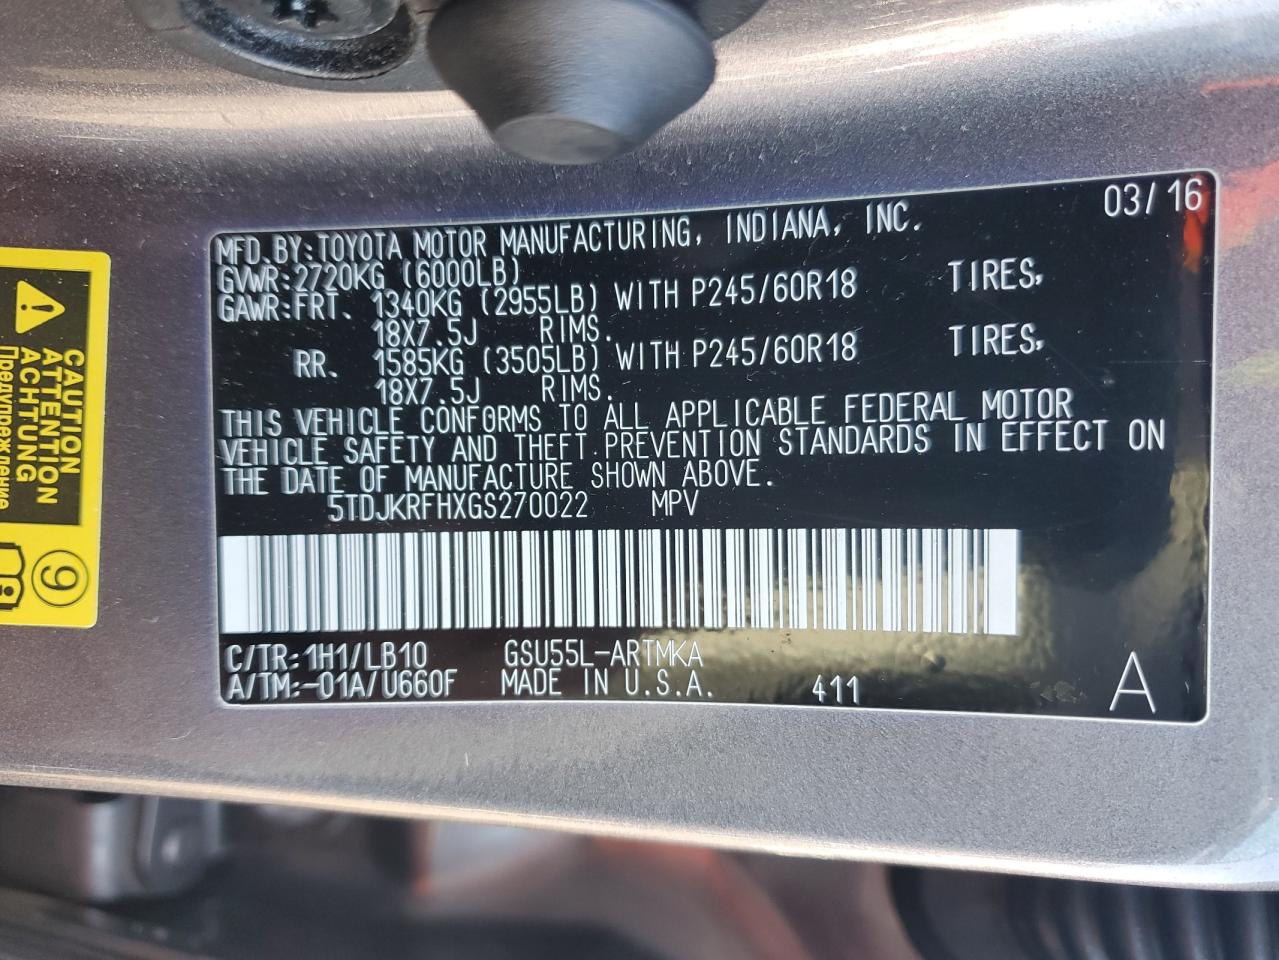 MFD.BY:TOYOTA MOTOR MANUFACTURING, INDIANA, INC. 03/16
GVWR:2720KG (6000LB)
GAWR:FRT. 1340KG (2955LB) WITH P245/60R18 TIRES,
18X7.5J RIMS.
RR. 1585KG (3505LB) WITH P245/60R18 TIRES,
18X7.5J RIMS.
THIS VEHICLE CONFORMS TO ALL APPLICABLE FEDERAL MOTOR
VEHICLE SAFETY AND THEFT PREVENTION STANDARDS IN EFFECT ON
THE DATE OF MANUFACTURE SHOWN ABOVE.
5TDJKRFHXGS270022 MPV
C/TR:1H1/LB10 GSU55L-ARTMKA
A/TM:-01A/U660F MADE IN U.S.A. 411 A
CAUTION
ATTENTION
ACHTUNG
Предупреждение
9